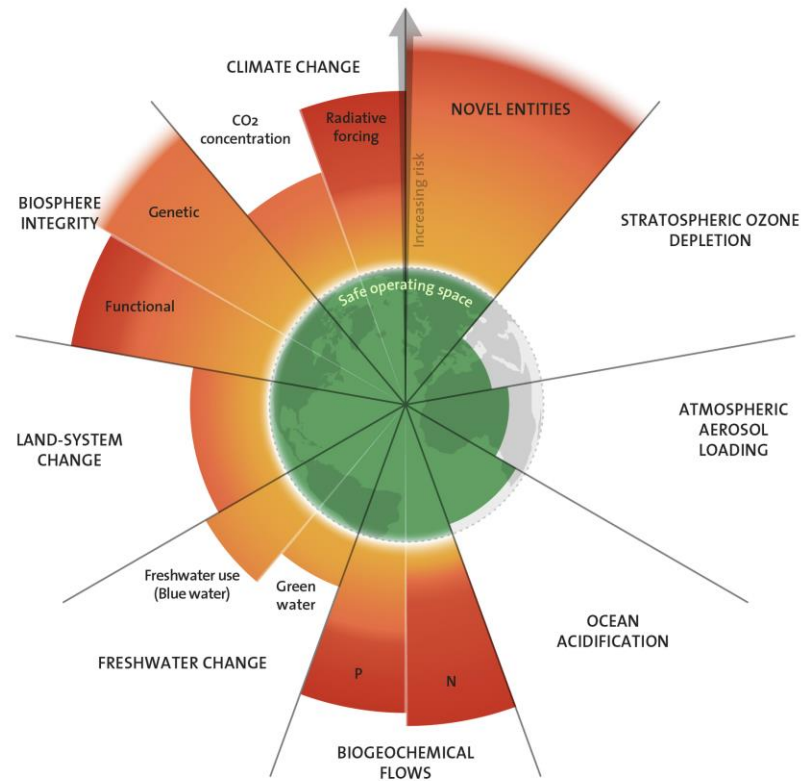 CLIMATE CHANGE
CO2
concentration
Radiative
forcing
Increasing risk
NOVEL ENTITIES
STRATOSPHERIC OZONE
DEPLETION
ATMOSPHERIC
AEROSOL
LOADING
OCEAN
ACIDIFICATION
BIOGEOCHEMICAL
FLOWS
P
N
FRESHWATER CHANGE
Green
water
Freshwater use
(Blue water)
LAND-SYSTEM
CHANGE
BIOSPHERE
INTEGRITY
Functional
Genetic
Safe operating space